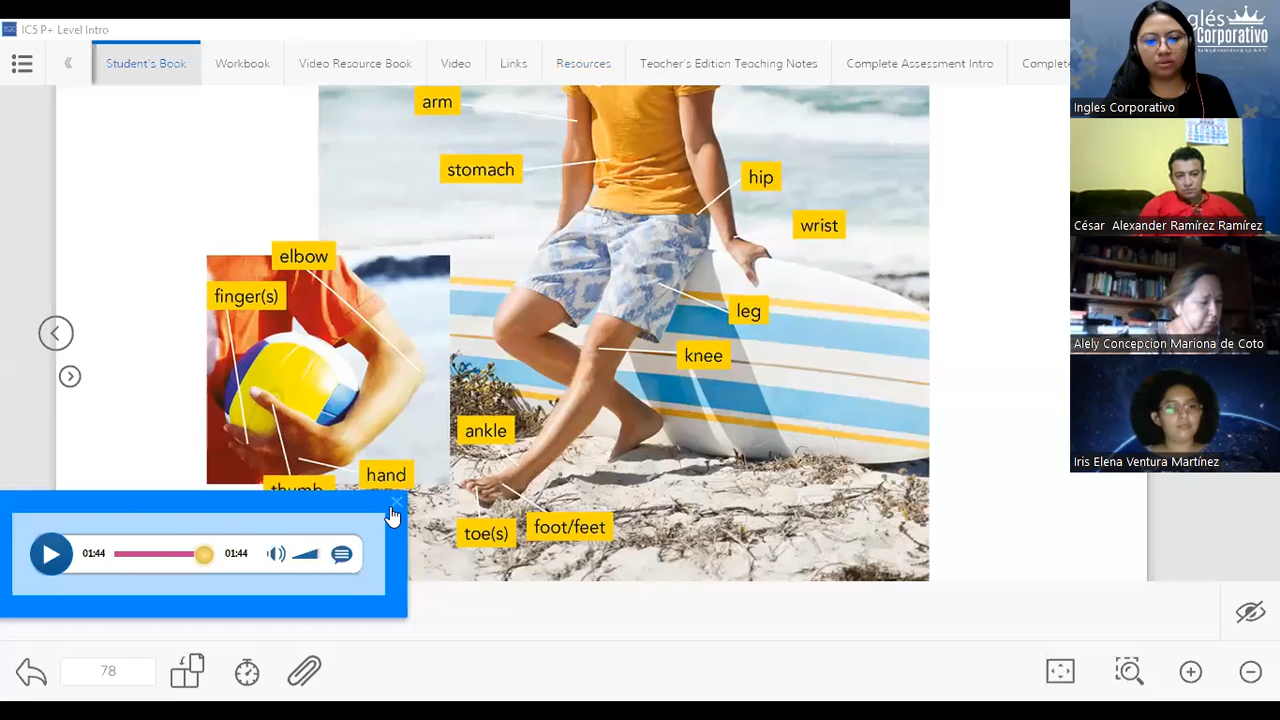 IC5 P+ Level Intro
Student's Book
Workbook
Video Resource Book
Video
Resources
Teacher's Edition Teaching Notes
Complete Assessment Intro
Complete
Inglés
Corporativo
Ingles Corporativo
César Alexander Ramírez Ramírez
Alely Concepcion Mariona de Coto
Iris Elena Ventura Martínez
arm
stomach
hip
wrist
elbow
finger(s)
leg
knee
ankle
hand
thumb
toe(s)
foot/feet
01:44
01:44
78